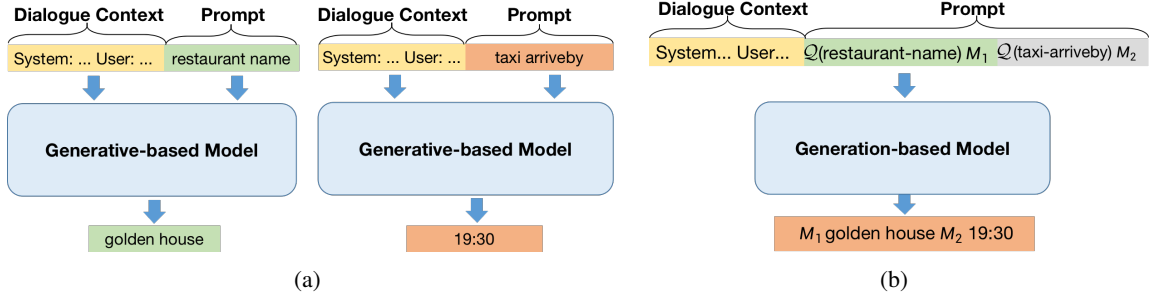 Dialogue Context Prompt
System: ... User: ... restaurant name
Generative-based Model
golden house
Dialogue Context Prompt
System: ... User: ... taxi arriveby
Generative-based Model
19:30
(a)
Dialogue Context Prompt
System... User... 𝒬(restaurant-name) M₁ 𝒬(taxi-arriveby) M₂
Generation-based Model
M₁ golden house M₂ 19:30
(b)